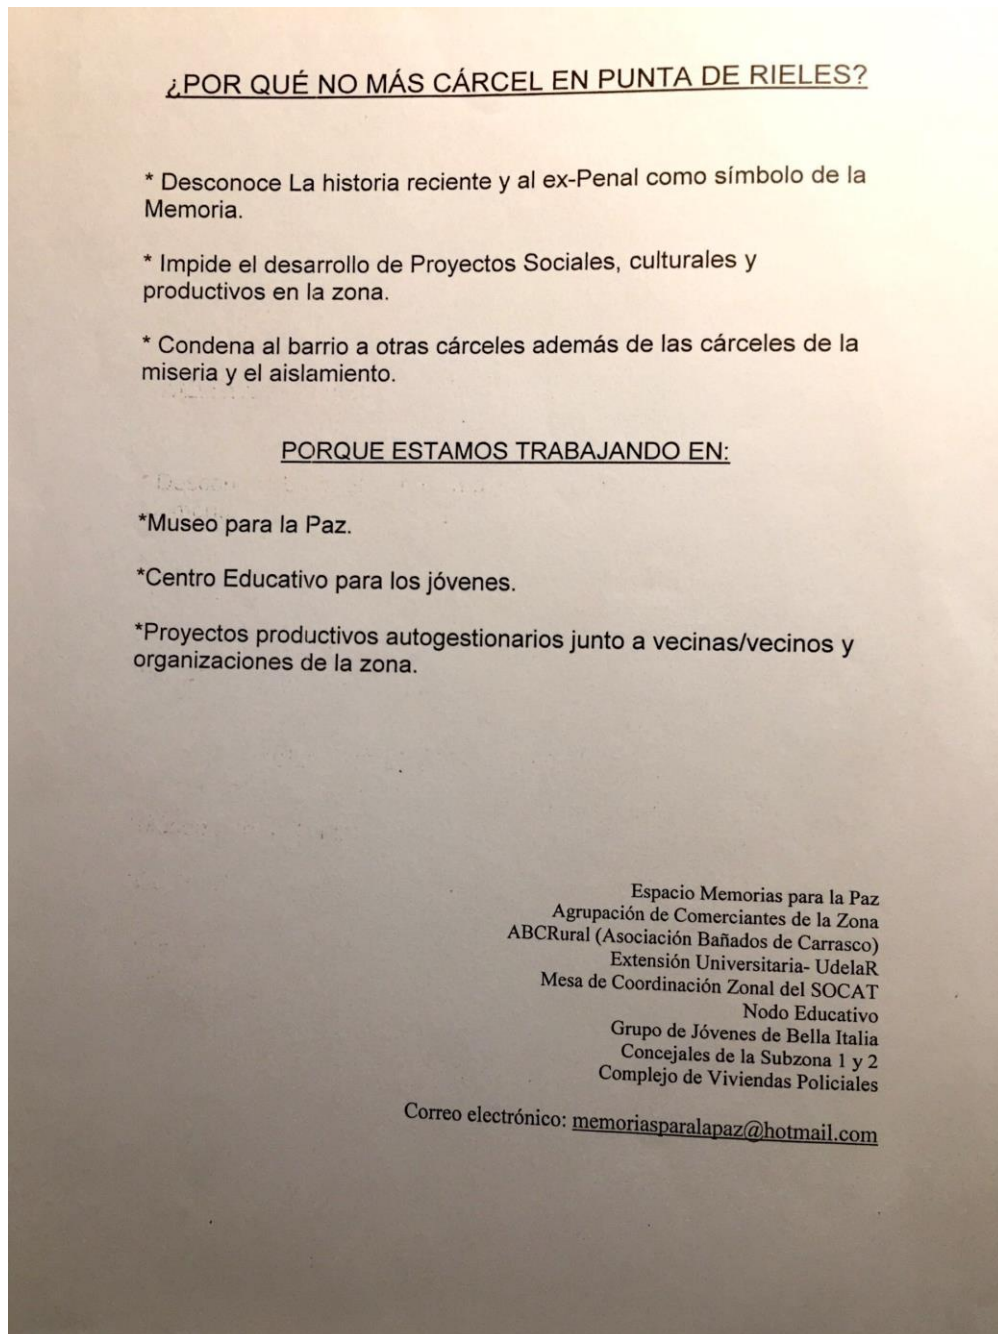 ¿POR QUÉ NO MÁS CÁRCEL EN PUNTA DE RIELES?
* Desconoce La historia reciente y al ex-Penal como símbolo de la
Memoria.
* Impide el desarrollo de Proyectos Sociales, culturales y
productivos en la zona.
* Condena al barrio a otras cárceles además de las cárceles de la
miseria y el aislamiento.
PORQUE ESTAMOS TRABAJANDO EN:
*Museo para la Paz.
*Centro Educativo para los jóvenes.
*Proyectos productivos autogestionarios junto a vecinas/vecinos y
organizaciones de la zona.
Espacio Memorias para la Paz
Agrupación de Comerciantes de la Zona
ABCRural (Asociación Bañados de Carrasco)
Extensión Universitaria- UdelaR
Mesa de Coordinación Zonal del SOCAT
Nodo Educativo
Grupo de Jóvenes de Bella Italia
Concejales de la Subzona 1 y 2
Complejo de Viviendas Policiales
Correo electrónico: memoriasparalapaz@hotmail.com